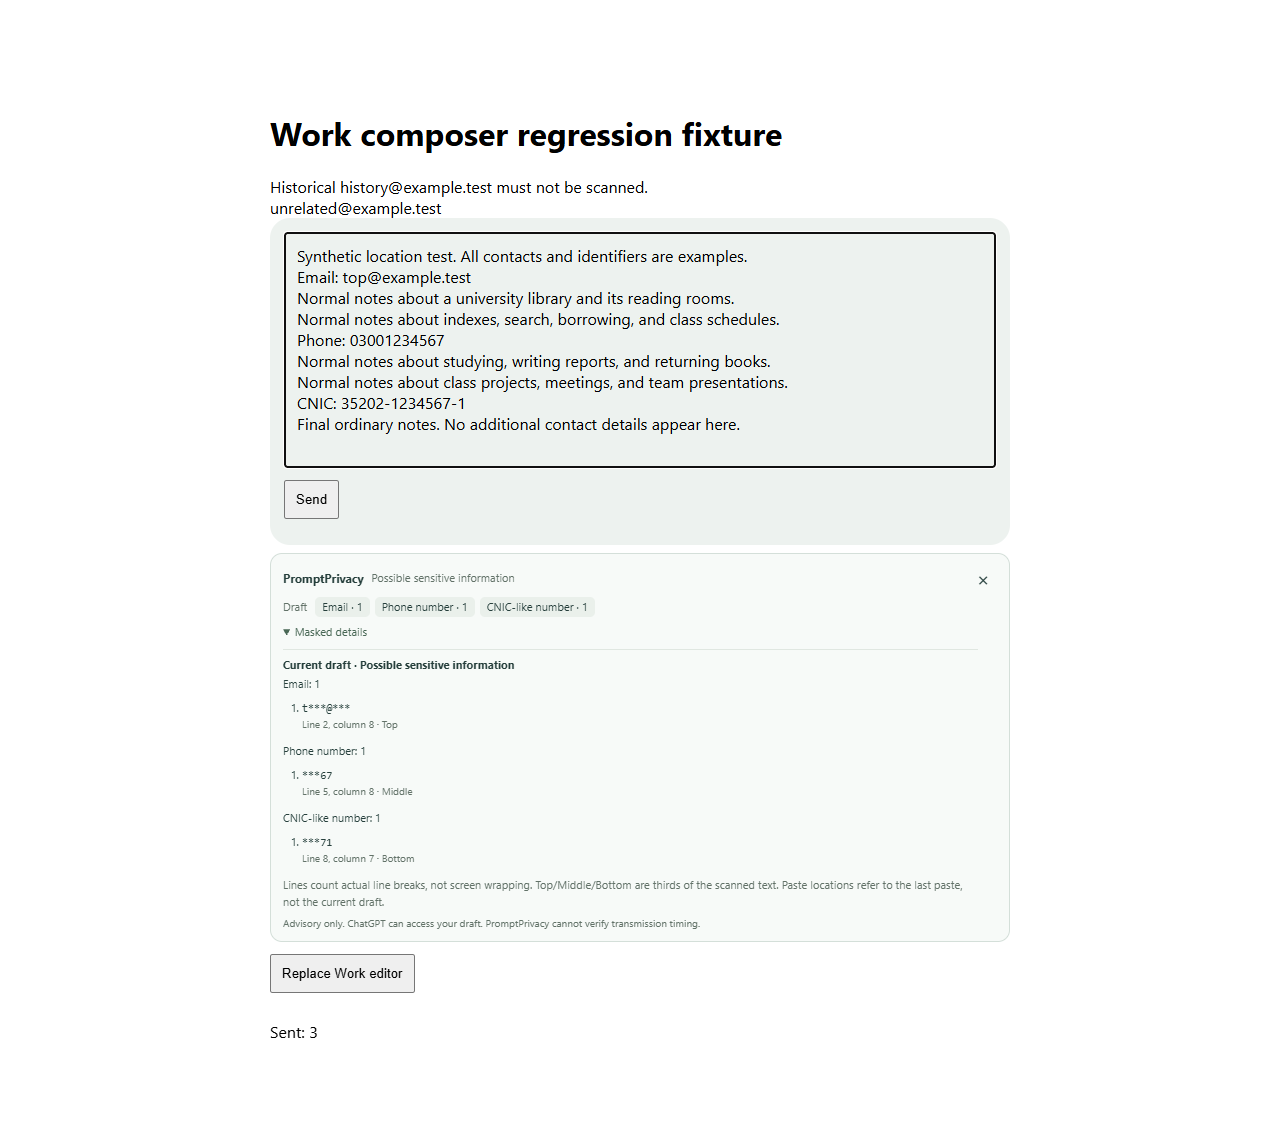 Work composer regression fixture
Historical history@example.test must not be scanned.
unrelated@example.test
Synthetic location test. All contacts and identifiers are examples.
Email: top@example.test
Normal notes about a university library and its reading rooms.
Normal notes about indexes, search, borrowing, and class schedules.
Phone: 03001234567
Normal notes about studying, writing reports, and returning books.
Normal notes about class projects, meetings, and team presentations.
CNIC: 35202-1234567-1
Final ordinary notes. No additional contact details appear here.
Send
PromptPrivacy Possible sensitive information ×
Draft Email · 1 Phone number · 1 CNIC-like number · 1
▼ Masked details
Current draft · Possible sensitive information
Email: 1
1. t***@***
Line 2, column 8 · Top
Phone number: 1
1. ***67
Line 5, column 8 · Middle
CNIC-like number: 1
1. ***71
Line 8, column 7 · Bottom
Lines count actual line breaks, not screen wrapping. Top/Middle/Bottom are thirds of the scanned text. Paste locations refer to the last paste,
not the current draft.
Advisory only. ChatGPT can access your draft. PromptPrivacy cannot verify transmission timing.
Replace Work editor
Sent: 3